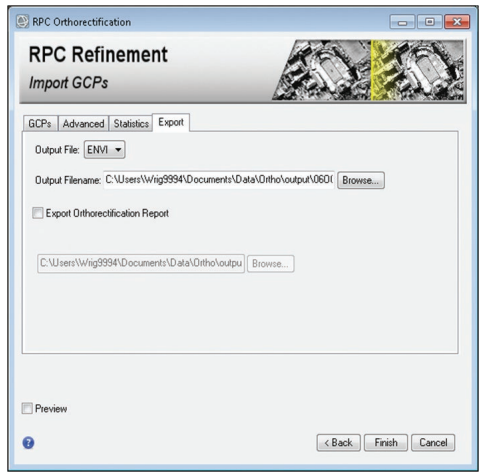 RPC Orthorectification
RPC Refinement
Import GCPs
GCPs Advanced Statistics Export
Output File: ENVI
Output Filename: C:\Users\Wrig9994\Documents\Data\Ortho\output\060( Browse...
Export Orthorectification Report
C:\Users\Wrig9994\Documents\Data\Ortho\outpu Browse...
Preview
? < Back Finish Cancel